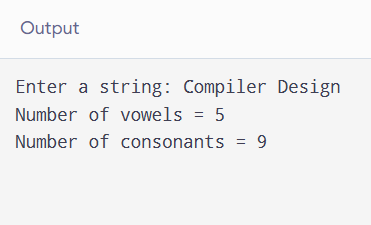 Output
Enter a string: Compiler Design
Number of vowels = 5
Number of consonants = 9